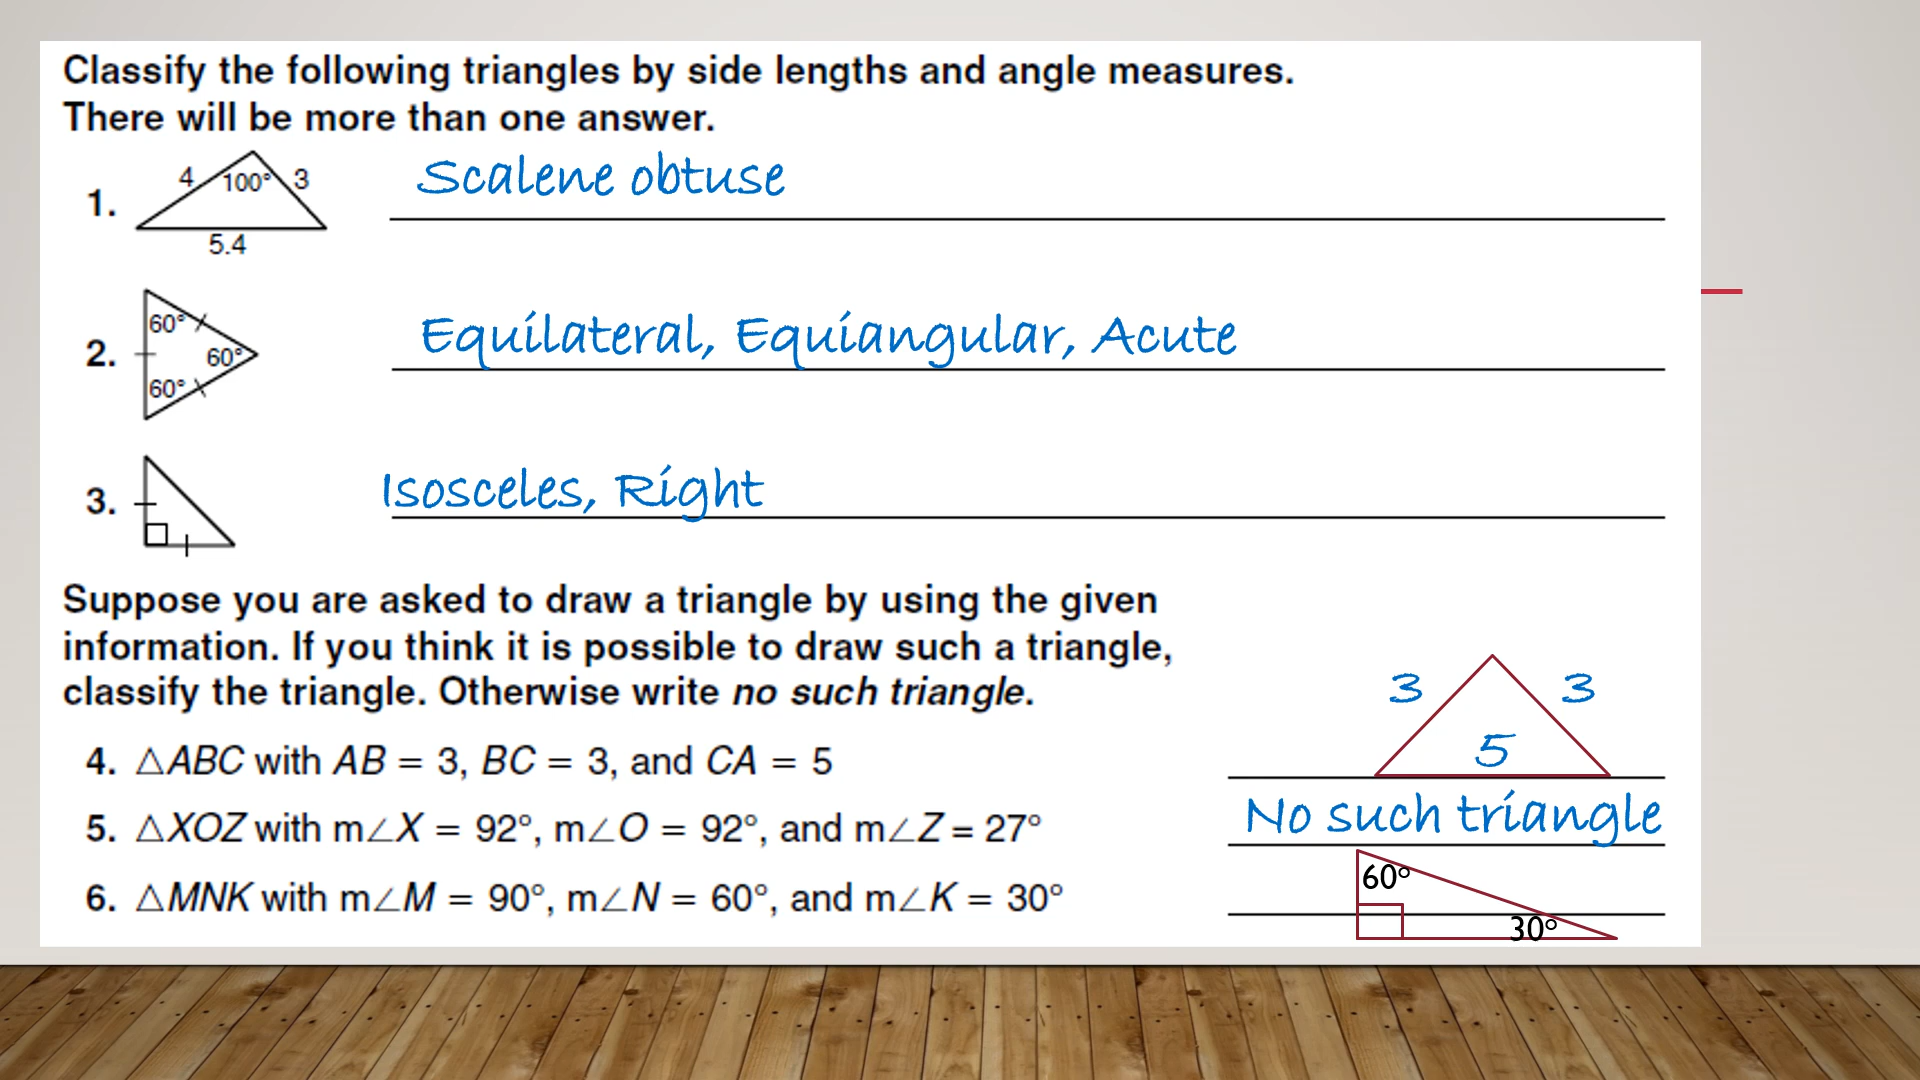 Classify the following triangles by side lengths and angle measures.
There will be more than one answer.
1. 4 100° 3 5.4 Scalene obtuse
2. 60° 60° 60° Equilateral, Equiangular, Acute
3. Isosceles, Right
Suppose you are asked to draw a triangle by using the given
information. If you think it is possible to draw such a triangle,
classify the triangle. Otherwise write no such triangle.
3 3
4. △ABC with AB = 3, BC = 3, and CA = 5 5
5. △XOZ with m∠X = 92°, m∠O = 92°, and m∠Z = 27° No such triangle
6. △MNK with m∠M = 90°, m∠N = 60°, and m∠K = 30° 60° 30°